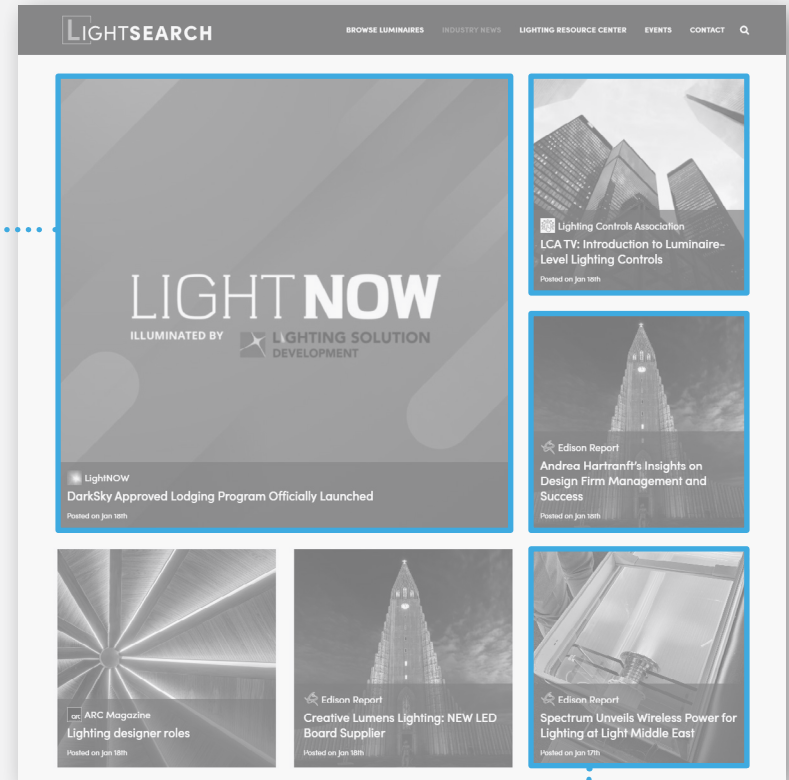 LIGHTSEARCH
BROWSE LUMINAIRES INDUSTRY NEWS LIGHTING RESOURCE CENTER EVENTS CONTACT
LIGHT NOW
ILLUMINATED BY LIGHTING SOLUTION
DEVELOPMENT
LightNOW
DarkSky Approved Lodging Program Officially Launched
Posted on Jan 18th
Lighting Controls Association
LCA TV: Introduction to Luminaire-
Level Lighting Controls
Posted on Jan 18th
Edison Report
Andrea Hartranft's Insights on
Design Firm Management and
Success
Posted on Jan 18th
arc ARC Magazine
Lighting designer roles
Posted on Jan 18th
Edison Report
Creative Lumens Lighting: NEW LED
Board Supplier
Posted on Jan 18th
Edison Report
Spectrum Unveils Wireless Power for
Lighting at Light Middle East
Posted on Jan 17th